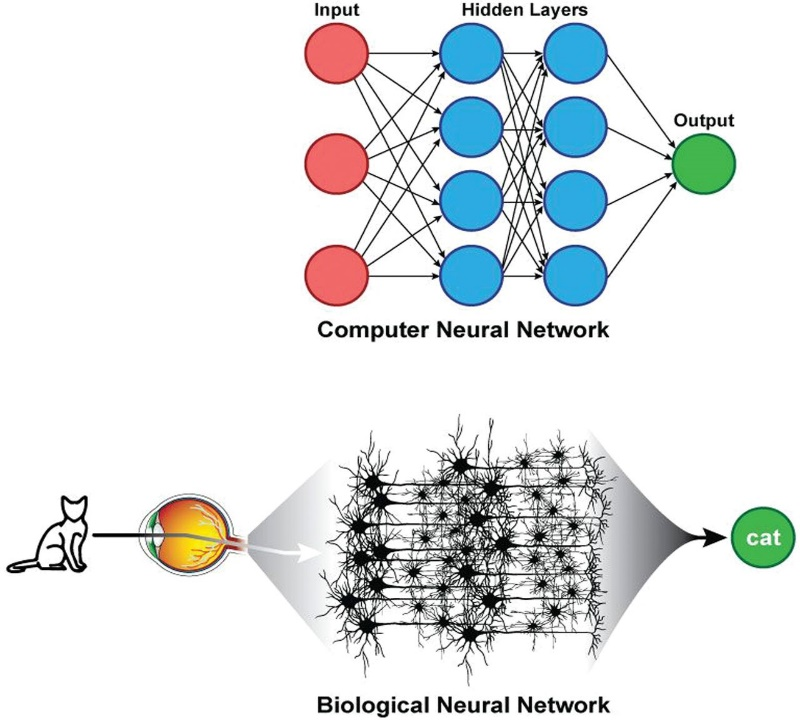 Input
Hidden Layers
Output
Computer Neural Network
cat
Biological Neural Network